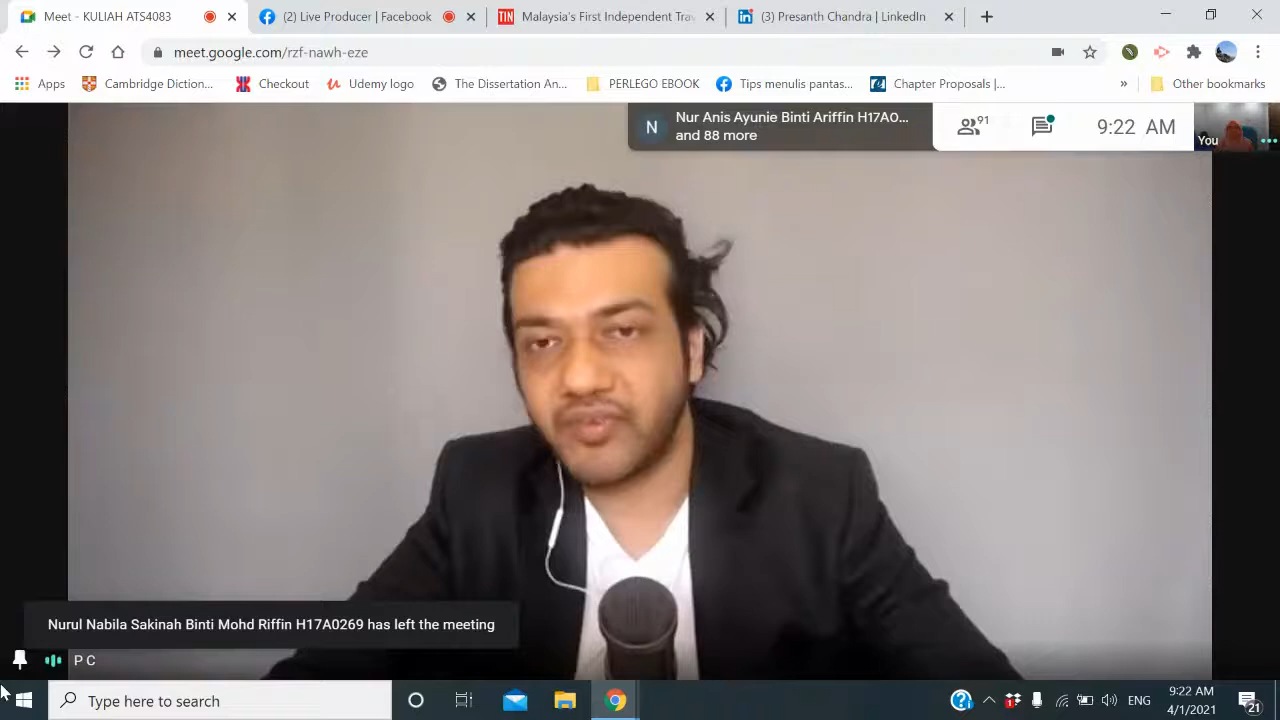 Meet - KULIAH ATS4083
(2) Live Producer | Facebook
TIN
Malaysia's First Independent Trav
(3) Presanth Chandra | LinkedIn
meet.google.com/rzf-nawh-eze
Apps
Cambridge Diction...
Checkout
Udemy logo
The Dissertation An...
PERLEGO EBOOK
Tips menulis pantas...
Chapter Proposals |...
»
Other bookmarks
N
Nur Anis Ayunie Binti Ariffin H17A0...
and 88 more
91
9:22 AM
You
Nurul Nabila Sakinah Binti Mohd Riffin H17A0269 has left the meeting
P C
Type here to search
ENG
9:22 AM
4/1/2021
21